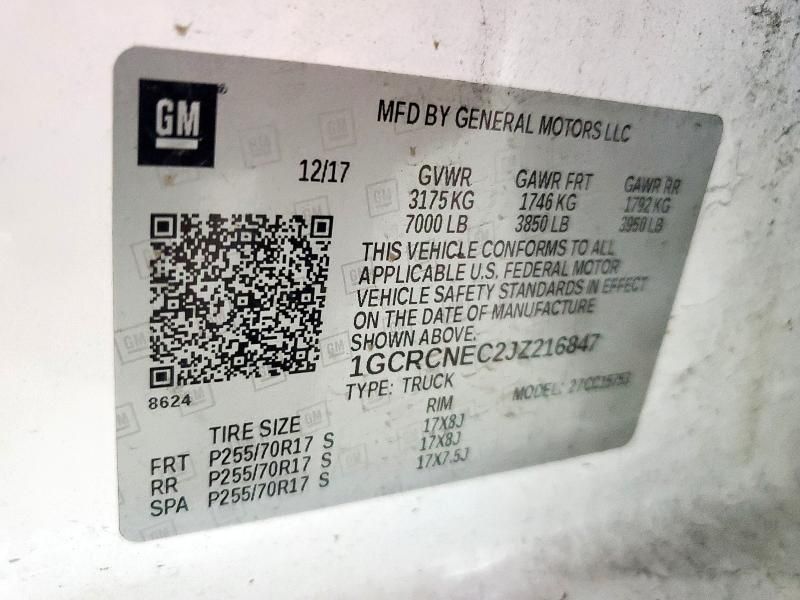 GM
MFD BY GENERAL MOTORS LLC
12/17 GVWR GAWR FRT GAWR RR
3175 KG 1746 KG 1792 KG
7000 LB 3850 LB 3950 LB
THIS VEHICLE CONFORMS TO ALL
APPLICABLE U.S. FEDERAL MOTOR
VEHICLE SAFETY STANDARDS IN EFFECT
ON THE DATE OF MANUFACTURE
SHOWN ABOVE.
1GCRCNEC2JZ216847
8624
TYPE: TRUCK MODEL:
TIRE SIZE RIM
FRT P255/70R17 S 17X8J
RR P255/70R17 S 17X8J
SPA P255/70R17 S 17X7.5J